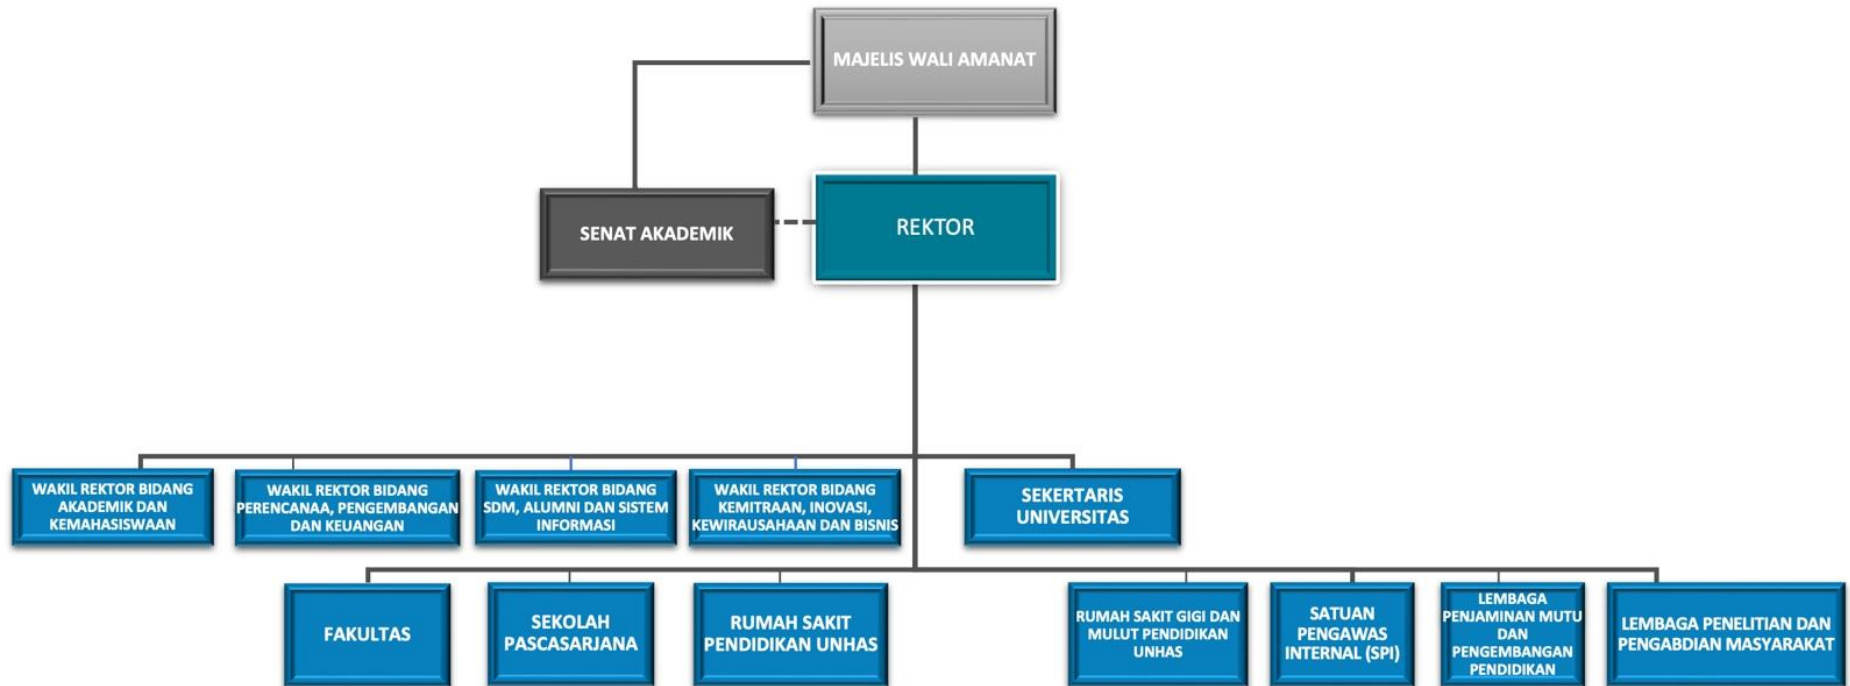 MAJELIS WALI AMANAT
SENAT AKADEMIK
REKTOR
WAKIL REKTOR BIDANG
AKADEMIK DAN
KEMAHASISWAAN
WAKIL REKTOR BIDANG
PERENCANAA, PENGEMBANGAN
DAN KEUANGAN
WAKIL REKTOR BIDANG
SDM, ALUMNI DAN SISTEM
INFORMASI
WAKIL REKTOR BIDANG
KEMITRAAN, INOVASI,
KEWIRAUSAHAAN DAN BISNIS
SEKERTARIS
UNIVERSITAS
FAKULTAS
SEKOLAH
PASCASARJANA
RUMAH SAKIT
PENDIDIKAN UNHAS
RUMAH SAKIT GIGI DAN
MULUT PENDIDIKAN
UNHAS
SATUAN
PENGAWAS
INTERNAL (SPI)
LEMBAGA
PENJAMINAN MUTU
DAN
PENGEMBANGAN
PENDIDIKAN
LEMBAGA PENELITIAN DAN
PENGABDIAN MASYARAKAT